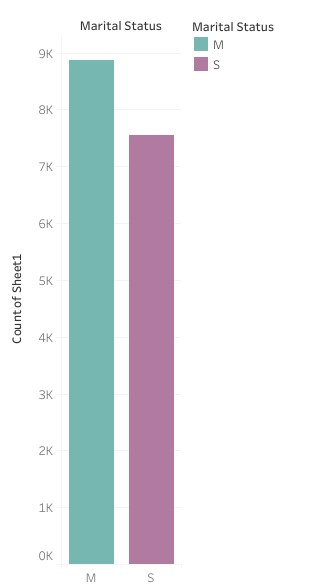 Marital Status
Marital Status
M
S
9K
8K
7K
6K
5K
4K
3K
2K
1K
0K
Count of Sheet1
M
S